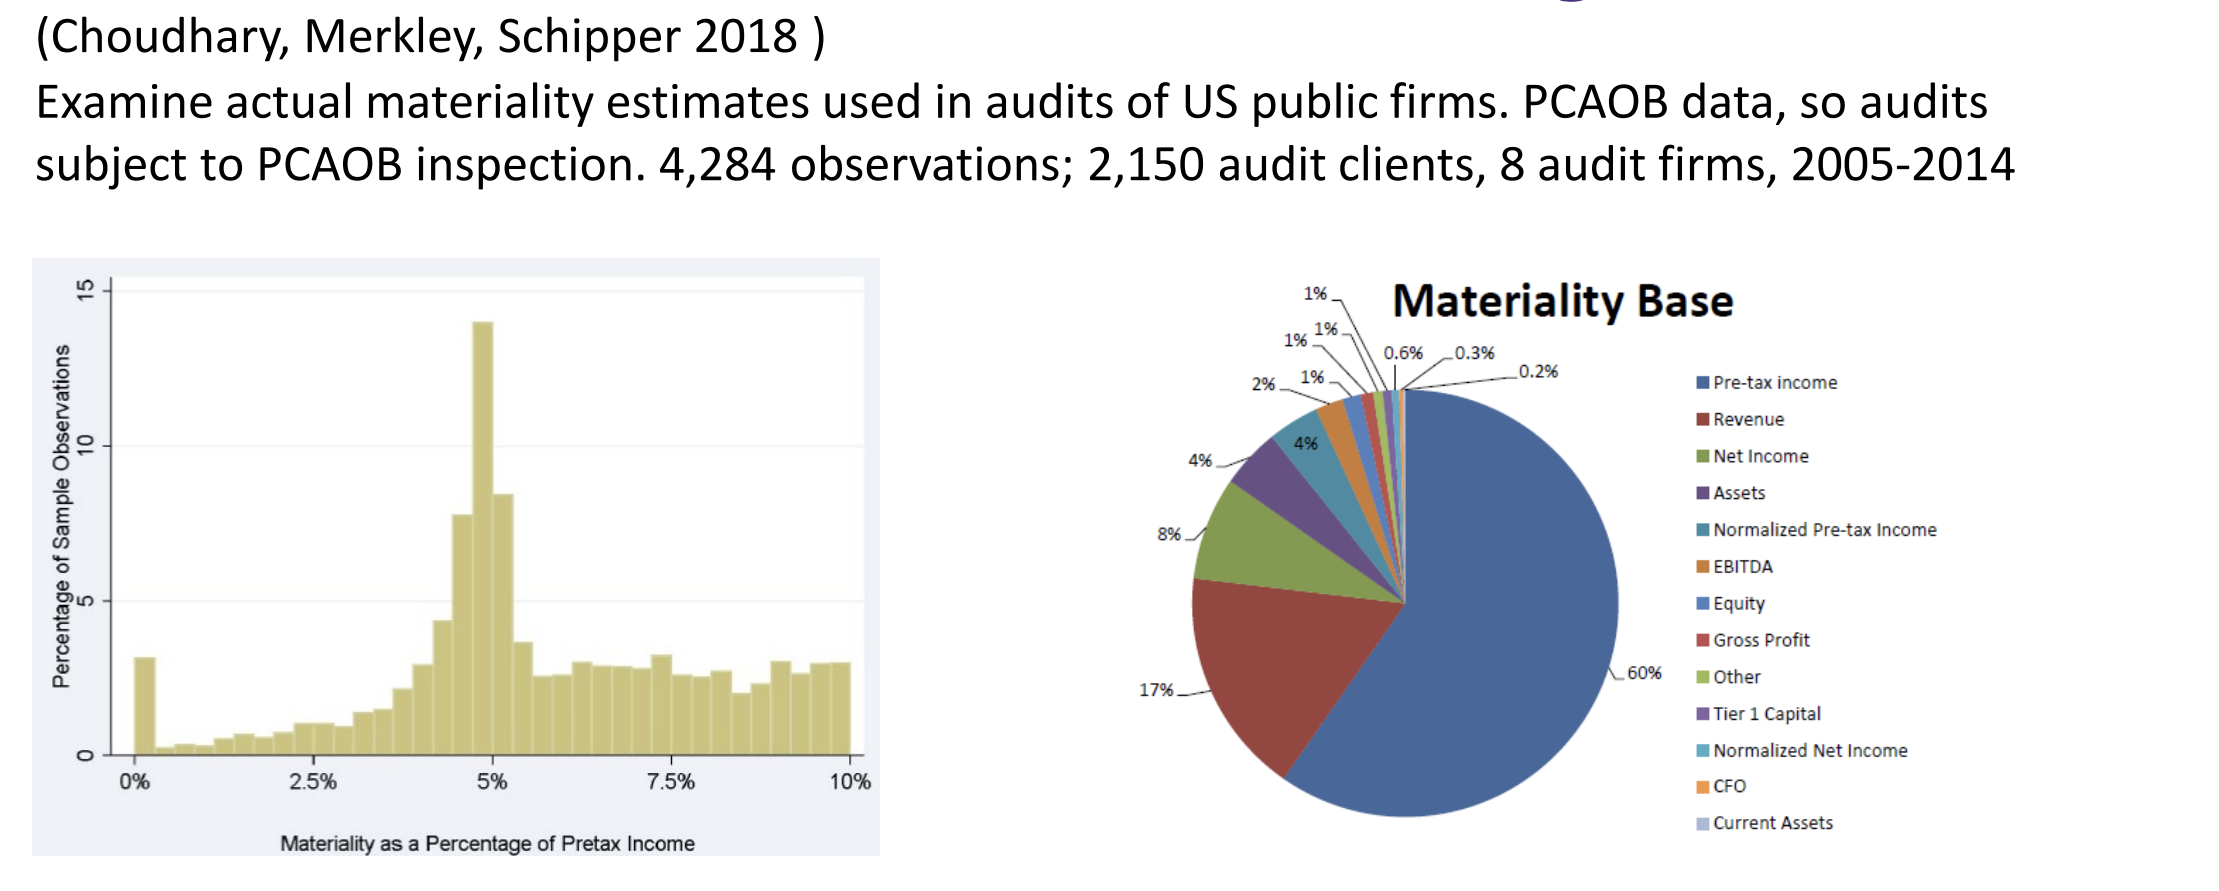 (Choudhary, Merkley, Schipper 2018 )
Examine actual materiality estimates used in audits of US public firms. PCAOB data, so audits
subject to PCAOB inspection. 4,284 observations; 2,150 audit clients, 8 audit firms, 2005-2014
Percentage of Sample Observations
15
10
5
0
0%
2.5%
5%
7.5%
10%
Materiality as a Percentage of Pretax Income
Materiality Base
1%
1%
1%
0.6%
0.3%
0.2%
2%
1%
4%
4%
8%
17%
60%
Pre-tax income
Revenue
Net Income
Assets
Normalized Pre-tax Income
EBITDA
Equity
Gross Profit
Other
Tier 1 Capital
Normalized Net Income
CFO
Current Assets